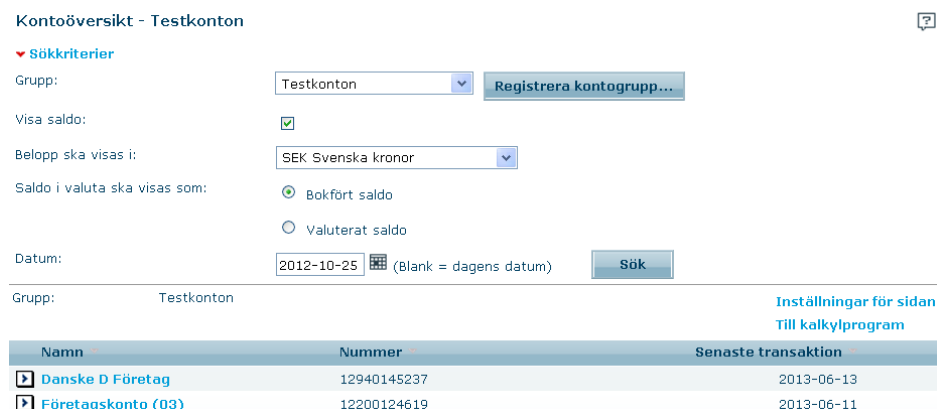 Kontoöversikt - Testkonton
?
Sökkriterier
Grupp: Testkonton Registrera kontogrupp...
Visa saldo:
Belopp ska visas i: SEK Svenska kronor
Saldo i valuta ska visas som: Bokfört saldo
Valuterat saldo
Datum: 2012-10-25 (Blank = dagens datum) Sök
Grupp: Testkonton Inställningar för sidan
Till kalkylprogram
Namn Nummer Senaste transaktion
Danske D Företag 12940145237 2013-06-13
Företagskonto (03) 12200124619 2013-06-11